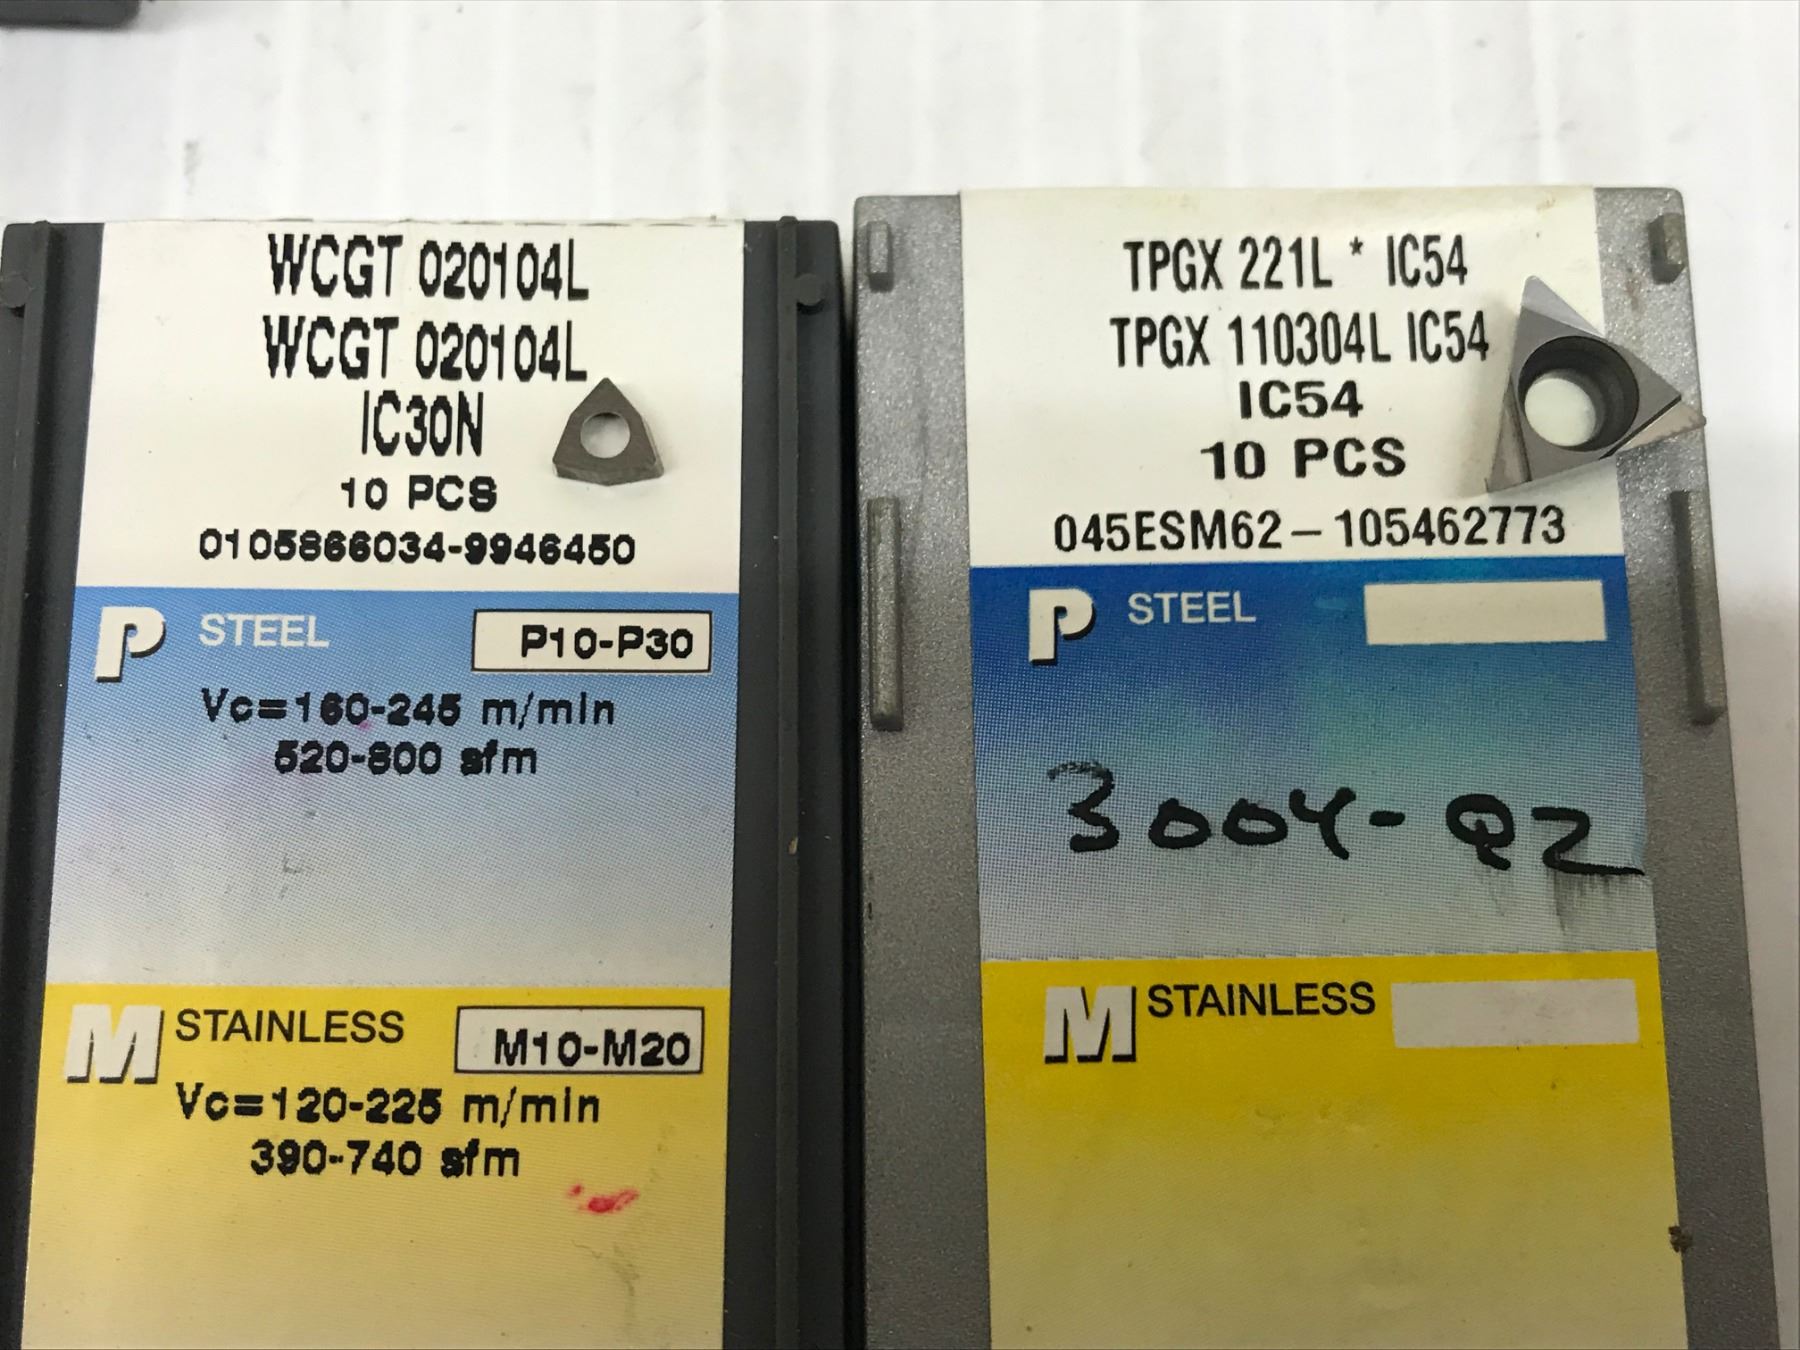 WCGT 020104L
WCGT 020104L
IC30N
10 PCS
0105866034-9946450
P STEEL P10-P30
Vc=160-245 m/min
520-800 sfm
M STAINLESS M10-M20
Vc=120-225 m/min
390-740 sfm
TPGX 221L * IC54
TPGX 110304L IC54
IC54
10 PCS
045ESM62-105462773
P STEEL
3004-Q2
M STAINLESS